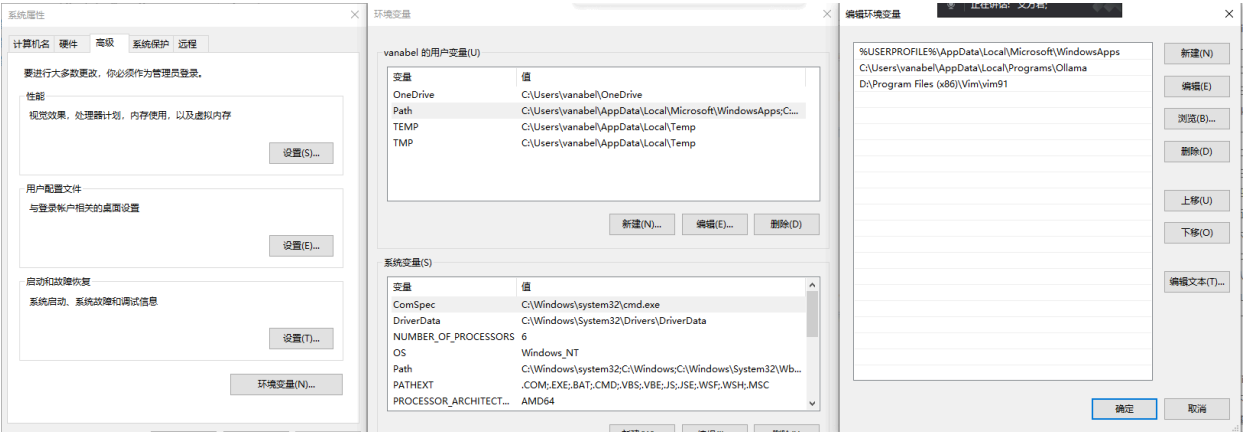 系统属性
计算机名 硬件 高级 系统保护 远程
要进行大多数更改，你必须作为管理员登录。
性能
视觉效果，处理器计划，内存使用，以及虚拟内存
设置(S)...
用户配置文件
与登录帐户相关的桌面设置
设置(E)...
启动和故障恢复
系统启动、系统故障和调试信息
设置(T)...
环境变量(N)...
环境变量
vanabel 的用户变量(U)
变量 值
OneDrive C:\Users\vanabel\OneDrive
Path C:\Users\vanabel\AppData\Local\Microsoft\WindowsApps;C:...
TEMP C:\Users\vanabel\AppData\Local\Temp
TMP C:\Users\vanabel\AppData\Local\Temp
新建(N)... 编辑(E)... 删除(D)
系统变量(S)
变量 值
ComSpec C:\Windows\system32\cmd.exe
DriverData C:\Windows\System32\Drivers\DriverData
NUMBER_OF_PROCESSORS 6
OS Windows_NT
Path C:\Windows\system32;C:\Windows;C:\Windows\System32\Wb...
PATHEXT .COM;.EXE;.BAT;.CMD;.VBS;.VBE;.JS;.JSE;.WSF;.WSH;.MSC
PROCESSOR_ARCHITECT... AMD64
编辑环境变量
正在讲话:
%USERPROFILE%\AppData\Local\Microsoft\WindowsApps
C:\Users\vanabel\AppData\Local\Programs\Ollama
D:\Program Files (x86)\Vim\vim91
新建(N)
编辑(E)
浏览(B)...
删除(D)
上移(U)
下移(O)
编辑文本(T)...
确定 取消